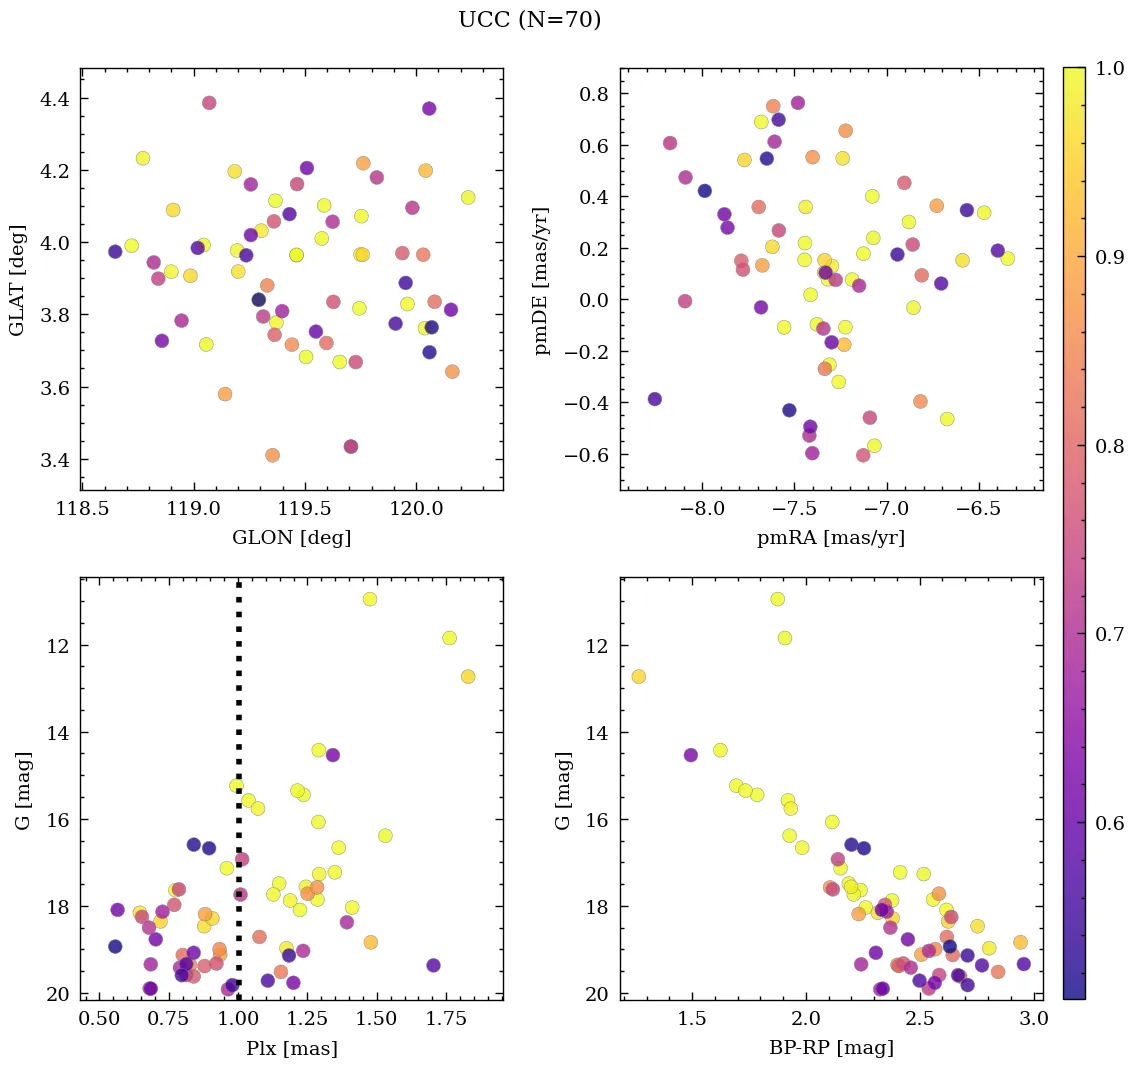 UCC (N=70)
4.4
4.2
4.0
3.8
3.6
3.4
GLAT [deg]
118.5 119.0 119.5 120.0
GLON [deg]
0.8
0.6
0.4
0.2
0.0
−0.2
−0.4
−0.6
pmDE [mas/yr]
−8.0 −7.5 −7.0 −6.5
pmRA [mas/yr]
1.0
0.9
0.8
0.7
0.6
12
14
16
18
20
G [mag]
0.50 0.75 1.00 1.25 1.50 1.75
Plx [mas]
12
14
16
18
20
G [mag]
1.5 2.0 2.5 3.0
BP-RP [mag]